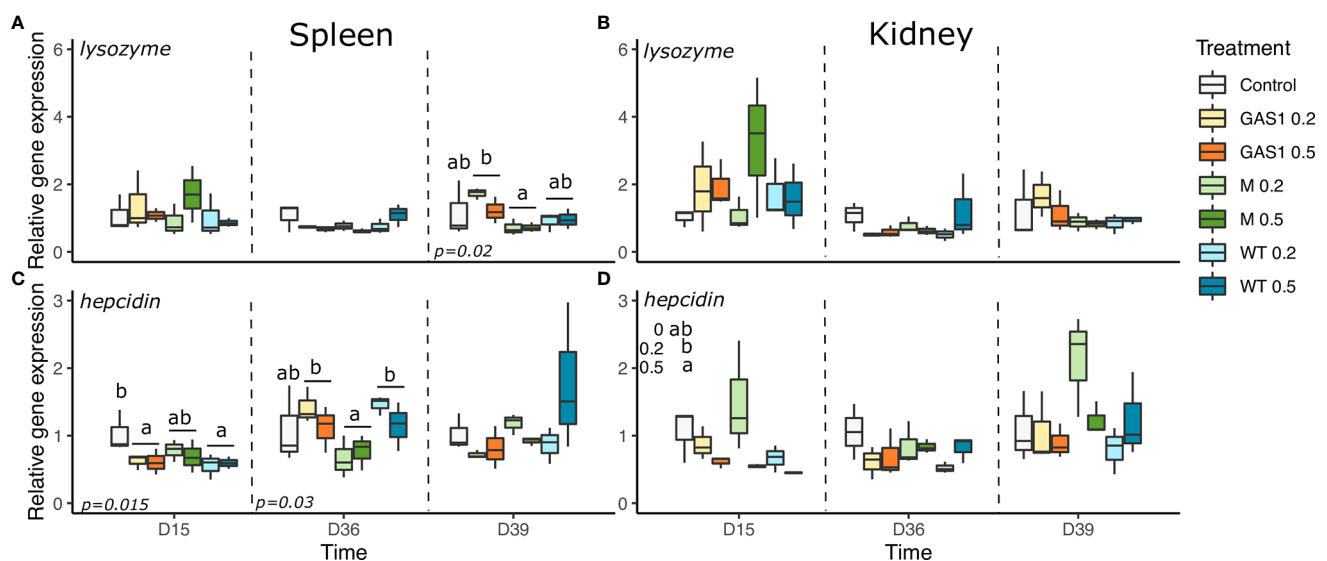 A
Spleen
B
Kidney
lysozyme
lysozyme
Relative gene expression
6
4
2
0
6
4
2
0
ab
b
a
ab
p=0.02
Treatment
Control
GAS1 0.2
GAS1 0.5
M 0.2
M 0.5
WT 0.2
WT 0.5
C
D
hepcidin
hepcidin
Relative gene expression
3
2
1
0
b
a
ab
a
p=0.015
ab
b
a
b
p=0.03
3
2
1
0
0 ab
0.2 b
0.5 a
D15
D36
D39
Time
D15
D36
D39
Time